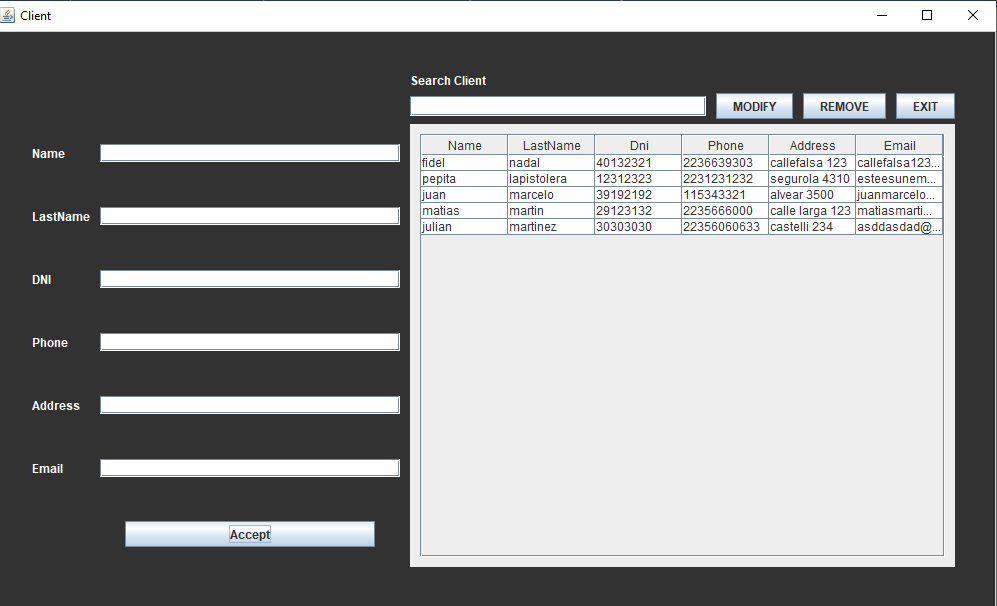 Client
Search Client
MODIFY REMOVE EXIT
Name
LastName
DNI
Phone
Address
Email
Accept
Name LastName Dni Phone Address Email
fidel nadal 40132321 2236639303 callefalsa 123 callefalsa123...
pepita lapistolera 12312323 2231231232 segurola 4310 esteesunem...
juan marcelo 39192192 115343321 alvear 3500 juanmarcelo...
matias martin 29123132 2235666000 calle larga 123 matiasmarti...
julian martinez 30303030 22356060633 castelli 234 asddasdad@...